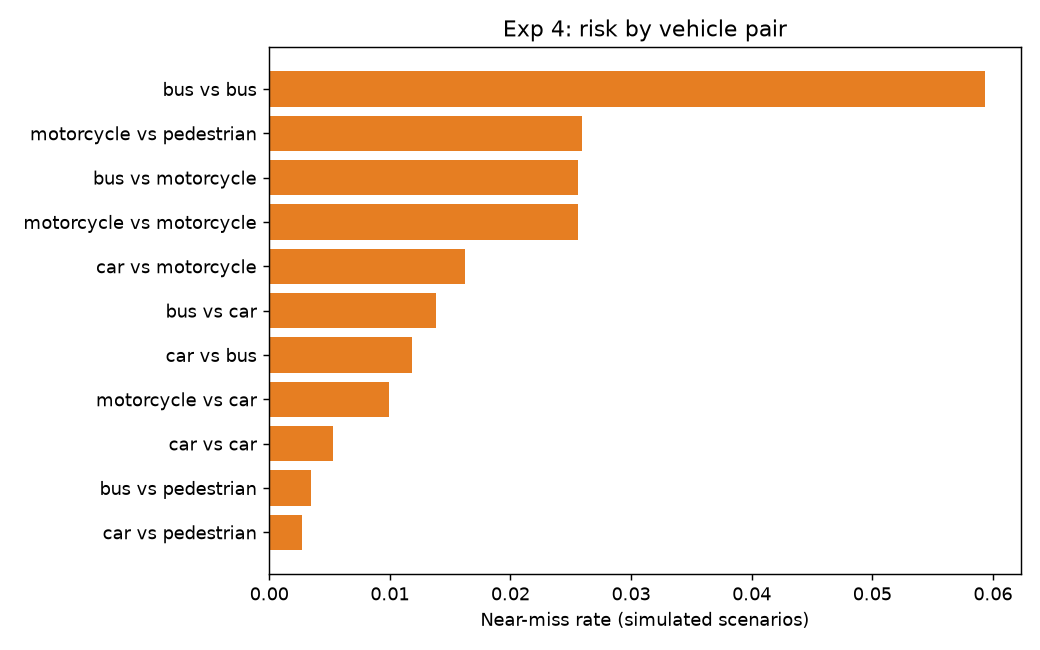 Exp 4: risk by vehicle pair
bus vs bus
motorcycle vs pedestrian
bus vs motorcycle
motorcycle vs motorcycle
car vs motorcycle
bus vs car
car vs bus
motorcycle vs car
car vs car
bus vs pedestrian
car vs pedestrian
0.00 0.01 0.02 0.03 0.04 0.05 0.06
Near-miss rate (simulated scenarios)